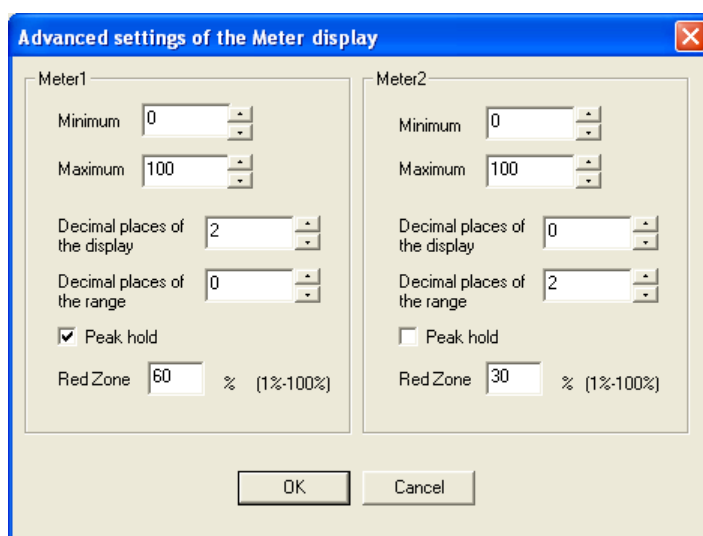 Advanced settings of the Meter display
Meter1
Minimum 0
Maximum 100
Decimal places of
the display 2
Decimal places of
the range 0
Peak hold
Red Zone 60 % (1%-100%)
Meter2
Minimum 0
Maximum 100
Decimal places of
the display 0
Decimal places of
the range 2
Peak hold
Red Zone 30 % (1%-100%)
OK
Cancel